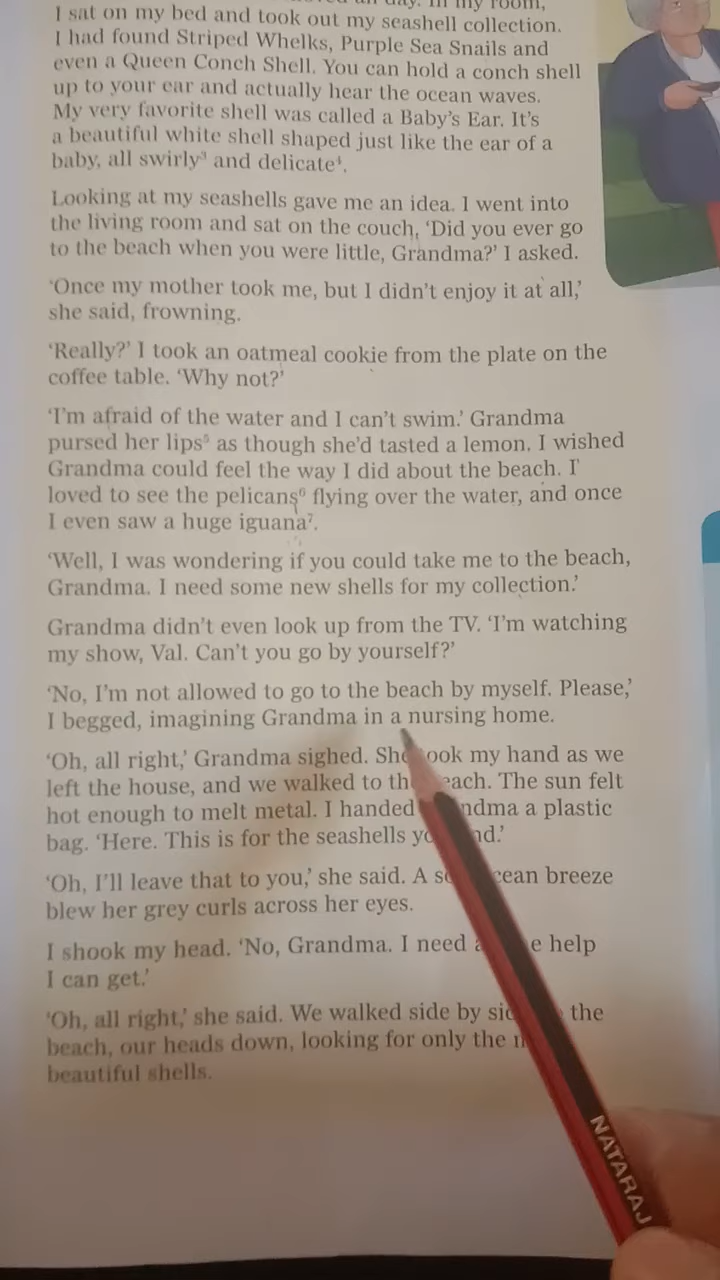 I sat on my bed and took out my seashell collection.
I had found Striped Whelks, Purple Sea Snails and
even a Queen Conch Shell. You can hold a conch shell
up to your ear and actually hear the ocean waves.
My very favorite shell was called a Baby's Ear. It's
a beautiful white shell shaped just like the ear of a
baby, all swirly³ and delicate⁴.
Looking at my seashells gave me an idea. I went into
the living room and sat on the couch, 'Did you ever go
to the beach when you were little, Grandma?' I asked.
'Once my mother took me, but I didn't enjoy it at all,'
she said, frowning.
'Really?' I took an oatmeal cookie from the plate on the
coffee table. 'Why not?'
'I'm afraid of the water and I can't swim.' Grandma
pursed her lips⁵ as though she'd tasted a lemon. I wished
Grandma could feel the way I did about the beach. I
loved to see the pelicans⁶ flying over the water, and once
I even saw a huge iguana⁷.
'Well, I was wondering if you could take me to the beach,
Grandma. I need some new shells for my collection.'
Grandma didn't even look up from the TV. 'I'm watching
my show, Val. Can't you go by yourself?'
'No, I'm not allowed to go to the beach by myself. Please,'
I begged, imagining Grandma in a nursing home.
'Oh, all right,' Grandma sighed. She ook my hand as we
left the house, and we walked to th each. The sun felt
hot enough to melt metal. I handed ndma a plastic
bag. 'Here. This is for the seashells yo nd.'
'Oh, I'll leave that to you,' she said. A s cean breeze
blew her grey curls across her eyes.
I shook my head. 'No, Grandma. I need a e help
I can get.'
'Oh, all right,' she said. We walked side by sid the
beach, our heads down, looking for only the
beautiful shells.
NATARAJ